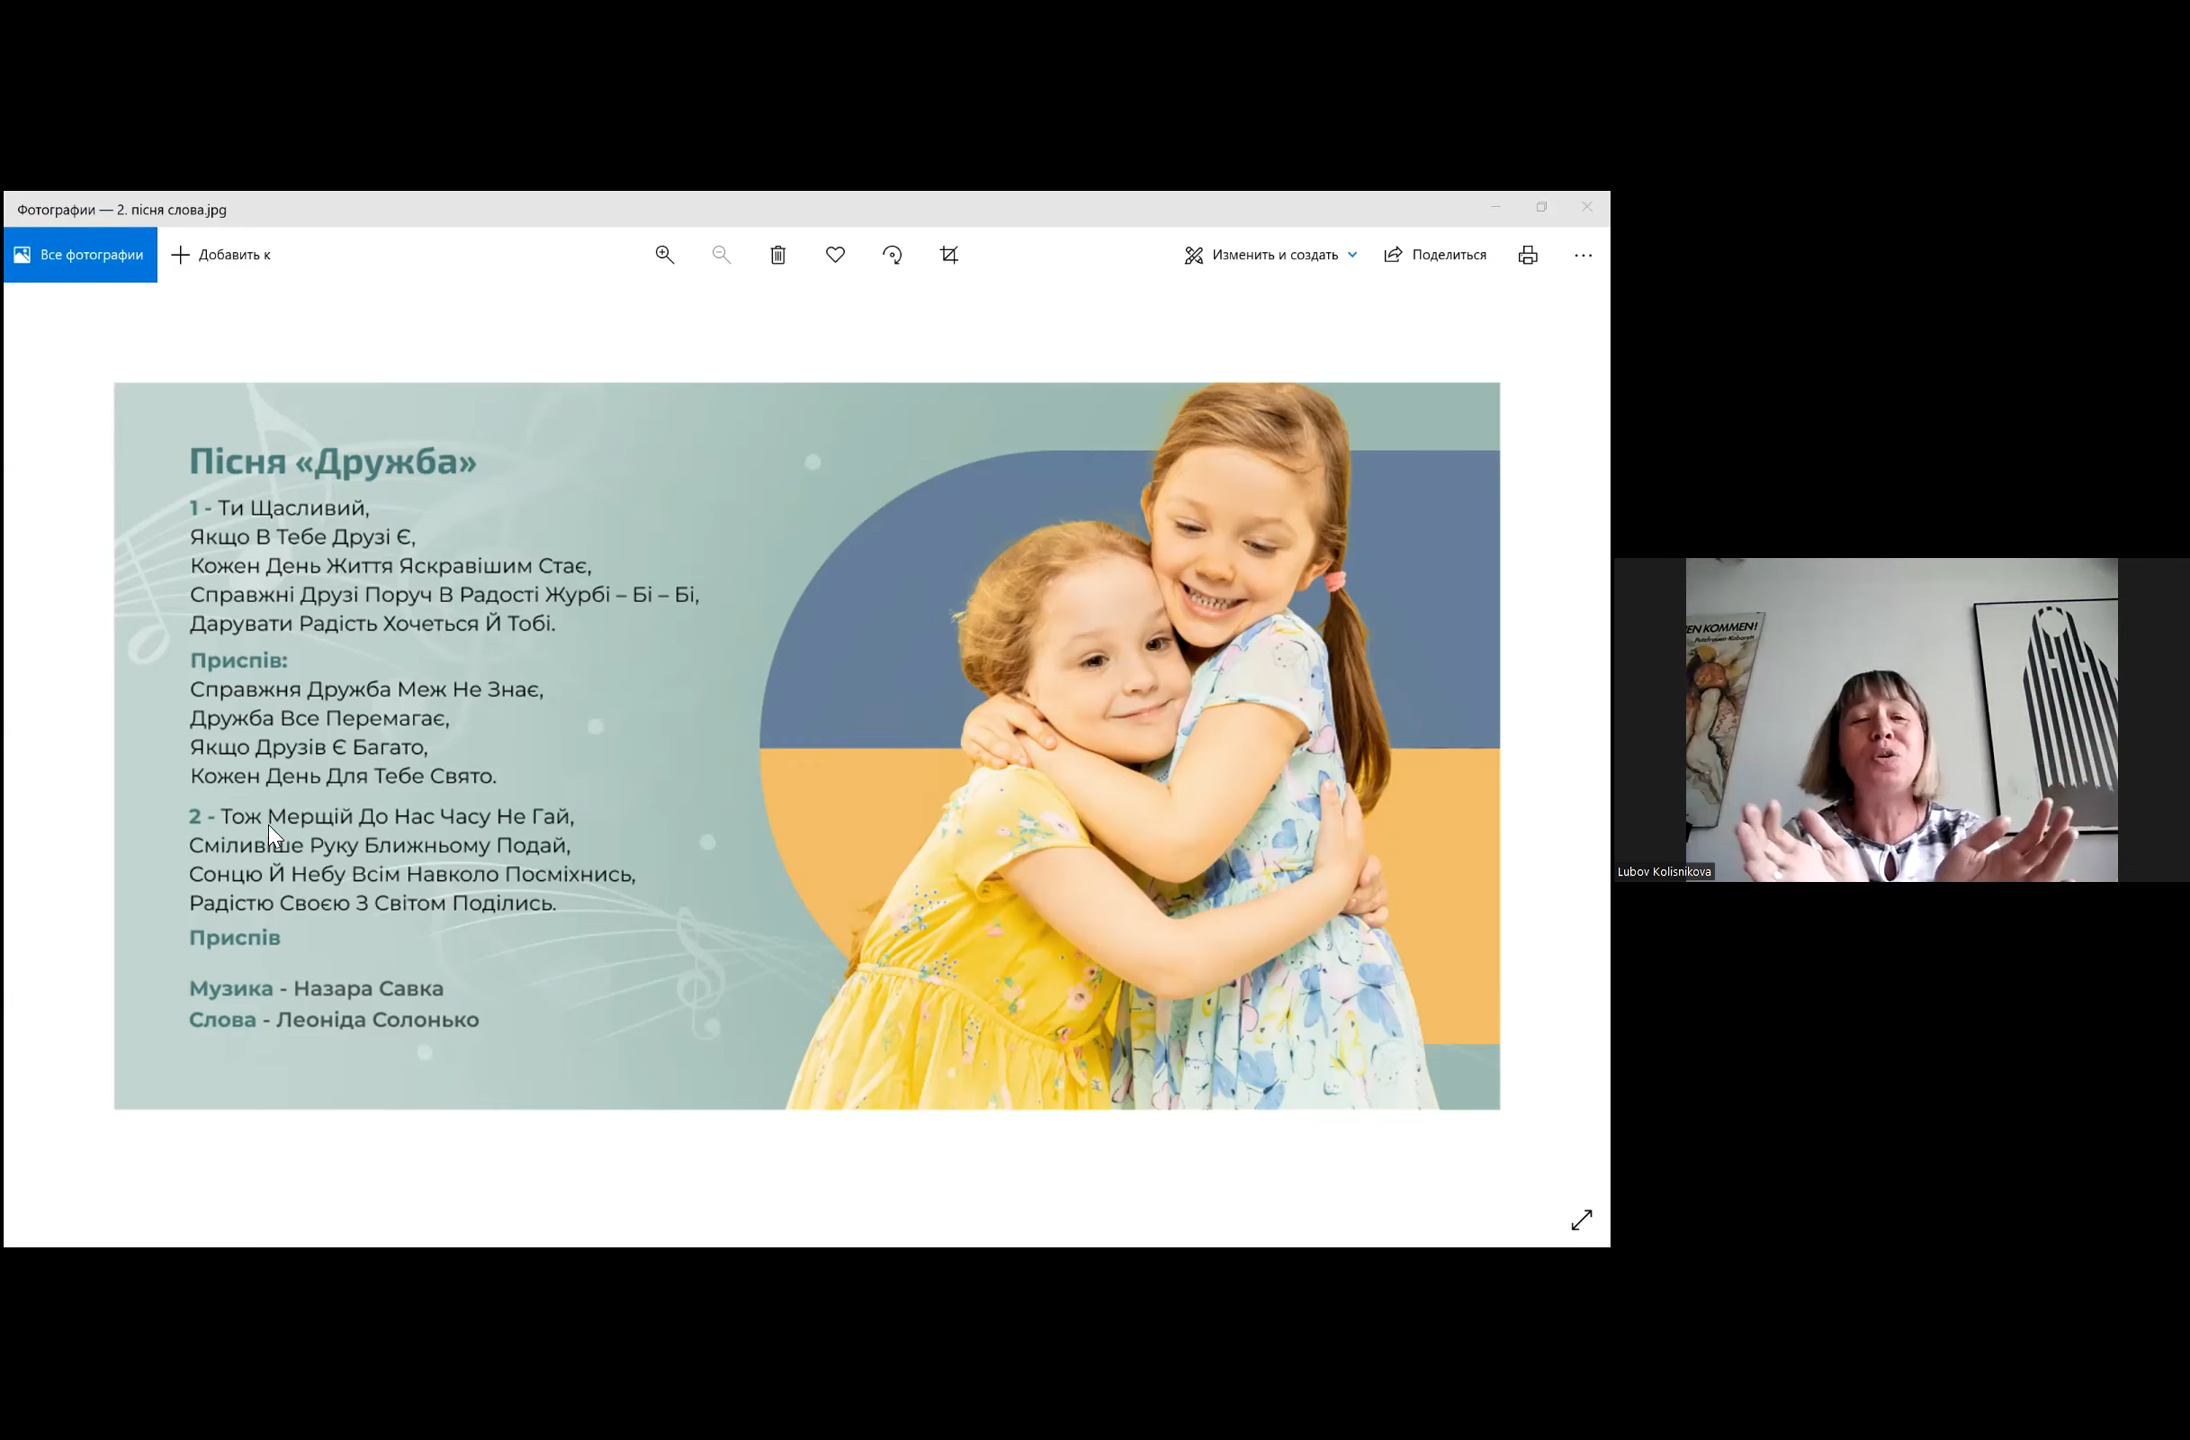 Фотографии — 2. пісня слова.jpg
Все фотографии
Добавить к
Изменить и создать
Поделиться
Пісня «Дружба»
1 - Ти Щасливий,
Якщо В Тебе Друзі Є,
Кожен День Життя Яскравішим Стає,
Справжні Друзі Поруч В Радості Журбі – Бі – Бі,
Дарувати Радість Хочеться Й Тобі.
Приспів:
Справжня Дружба Меж Не Знає,
Дружба Все Перемагає,
Якщо Друзів Є Багато,
Кожен День Для Тебе Свято.
2 - Тож Мерщій До Нас Часу Не Гай,
Сміливіше Руку Ближньому Подай,
Сонцю Й Небу Всім Навколо Посміхнись,
Радістю Своєю З Світом Поділись.
Приспів
Музика - Назара Савка
Слова - Леоніда Солонько
EN KOMMEN!
Lubov Kolisnikova